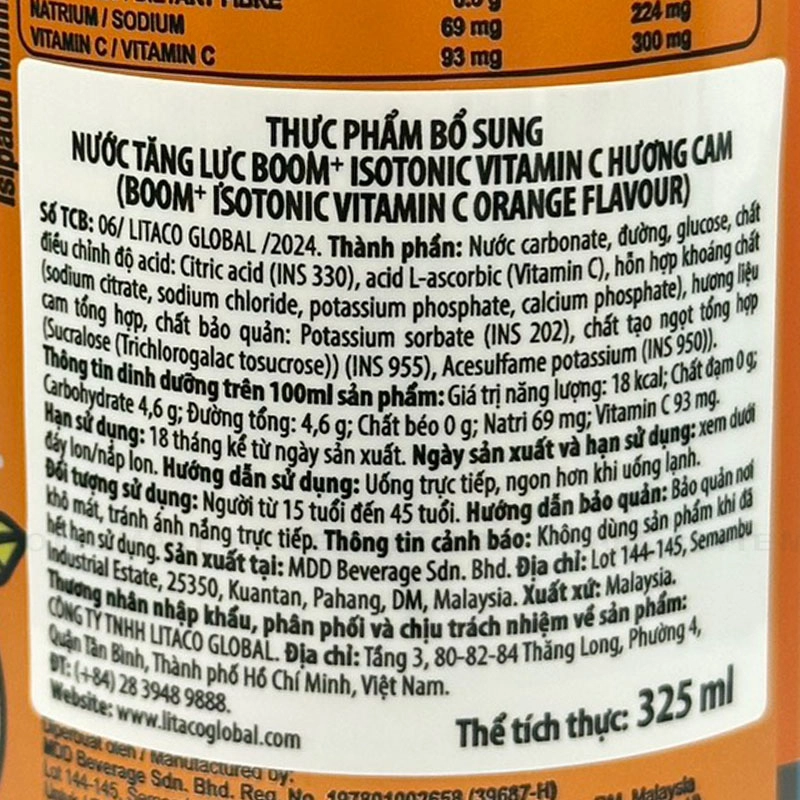 NATRIUM / SODIUM 69 mg 224 mg
VITAMIN C / VITAMIN C 93 mg 300 mg
THỰC PHẨM BỔ SUNG
NƯỚC TĂNG LỰC BOOM+ ISOTONIC VITAMIN C HƯƠNG CAM
(BOOM+ ISOTONIC VITAMIN C ORANGE FLAVOUR)
Số TCB: 06/ LITACO GLOBAL /2024. Thành phần: Nước carbonate, đường, glucose, chất
điều chỉnh độ acid: Citric acid (INS 330), acid L-ascorbic (Vitamin C), hỗn hợp khoáng chất
(sodium citrate, sodium chloride, potassium phosphate, calcium phosphate), hương liệu
cam tổng hợp, chất bảo quản: Potassium sorbate (INS 202), chất tạo ngọt tổng hợp
(Sucralose (Trichlorogalac tosucrose)) (INS 955), Acesulfame potassium (INS 950)).
Thông tin dinh dưỡng trên 100ml sản phẩm: Giá trị năng lượng: 18 kcal; Chất đạm 0 g;
Carbohydrate 4,6 g; Đường tổng: 4,6 g; Chất béo 0 g; Natri 69 mg; Vitamin C 93 mg.
Hạn sử dụng: 18 tháng kể từ ngày sản xuất. Ngày sản xuất và hạn sử dụng: xem dưới
đáy lon/nắp lon. Hướng dẫn sử dụng: Uống trực tiếp, ngon hơn khi uống lạnh.
Đối tượng sử dụng: Người từ 15 tuổi đến 45 tuổi. Hướng dẫn bảo quản: Bảo quản nơi
khô mát, tránh ánh nắng trực tiếp. Thông tin cảnh báo: Không dùng sản phẩm khi đã
hết hạn sử dụng. Sản xuất tại: MDD Beverage Sdn. Bhd. Địa chỉ: Lot 144-145, Semambu
Industrial Estate, 25350, Kuantan, Pahang, DM, Malaysia. Xuất xứ: Malaysia.
Thương nhân nhập khẩu, phân phối và chịu trách nhiệm về sản phẩm:
CÔNG TY TNHH LITACO GLOBAL. Địa chỉ: Tầng 3, 80-82-84 Thăng Long, Phường 4,
Quận Tân Bình, Thành phố Hồ Chí Minh, Việt Nam.
ĐT: (+84) 28 3948 9888.
Website: www.litacoglobal.com
Thể tích thực: 325 ml
Diperbuat oleh / Manufactured by:
MDD Beverage Sdn. Bhd. Reg. No. 197801002658 (39687-H)
Lot 144-145, Malaysia